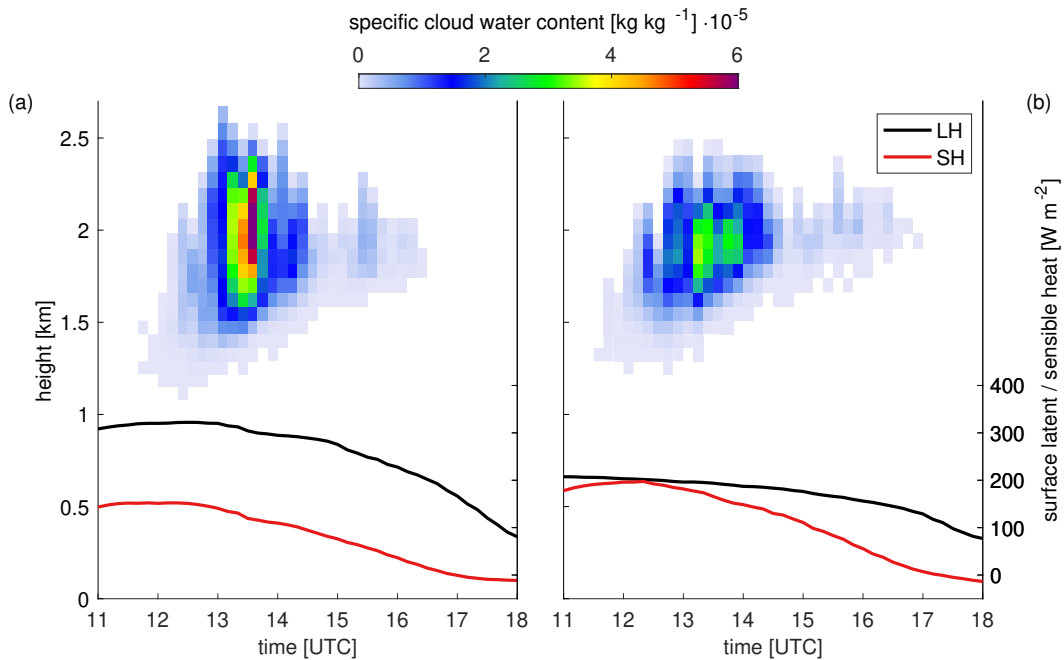 specific cloud water content [kg kg⁻¹] ·10⁻⁵
0 2 4 6
(a) (b)
LH
SH
2.5
2
1.5
1
0.5
0
height [km]
11 12 13 14 15 16 17 18
time [UTC]
11 12 13 14 15 16 17 18
time [UTC]
400
300
200
100
0
surface latent / sensible heat [W m⁻²]